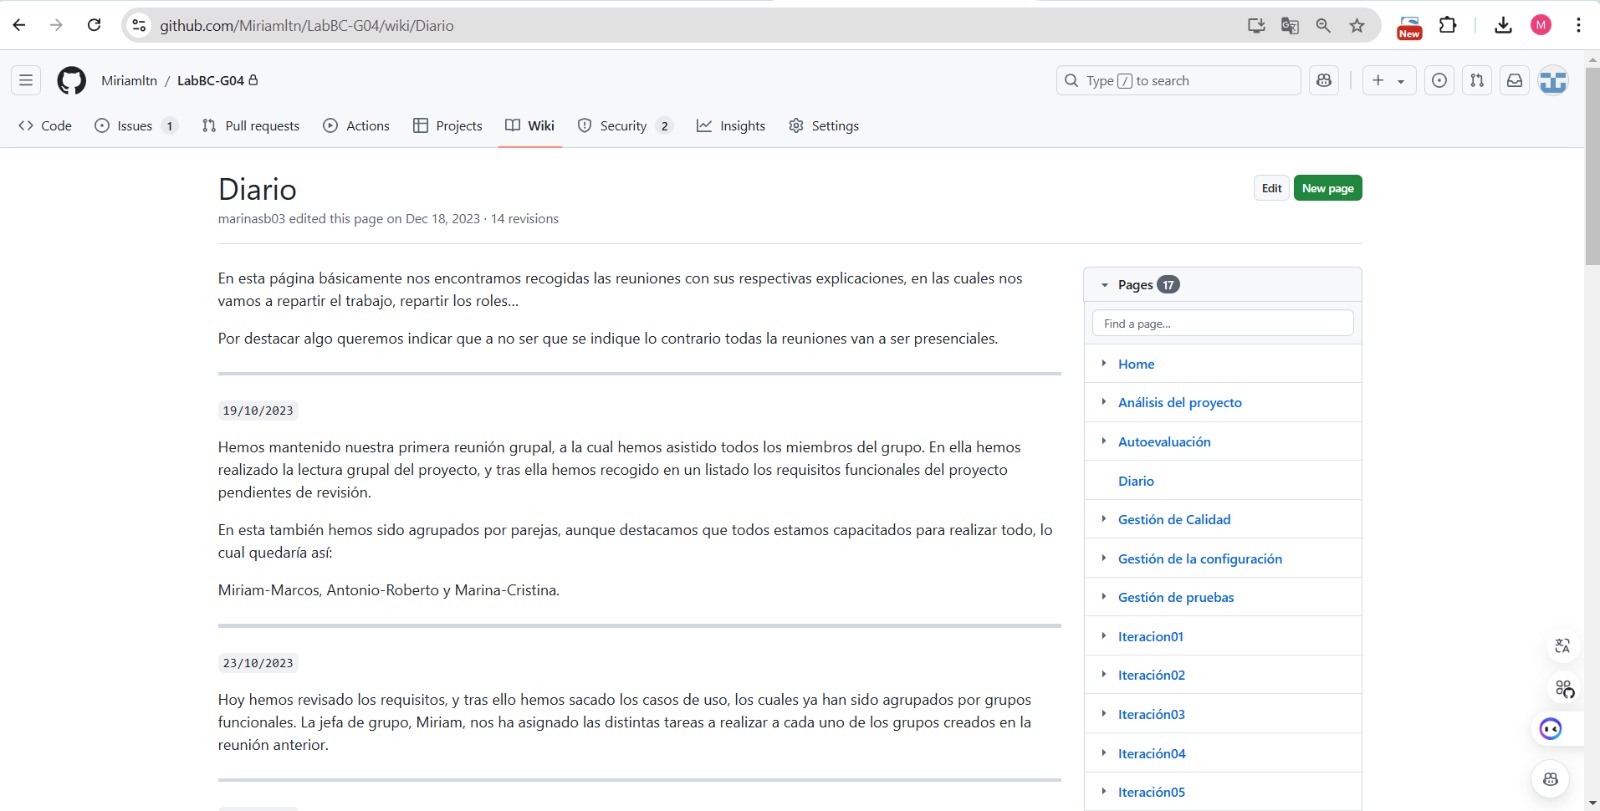 github.com/Miriamltn/LabBC-G04/wiki/Diario
New
M
Miriamltn / LabBC-G04
Type / to search
Code
Issues 1
Pull requests
Actions
Projects
Wiki
Security 2
Insights
Settings
Diario
Edit
New page
marinasb03 edited this page on Dec 18, 2023 · 14 revisions
En esta página básicamente nos encontramos recogidas las reuniones con sus respectivas explicaciones, en las cuales nos
vamos a repartir el trabajo, repartir los roles...
Por destacar algo queremos indicar que a no ser que se indique lo contrario todas la reuniones van a ser presenciales.
19/10/2023
Hemos mantenido nuestra primera reunión grupal, a la cual hemos asistido todos los miembros del grupo. En ella hemos
realizado la lectura grupal del proyecto, y tras ella hemos recogido en un listado los requisitos funcionales del proyecto
pendientes de revisión.
En esta también hemos sido agrupados por parejas, aunque destacamos que todos estamos capacitados para realizar todo, lo
cual quedaría así:
Miriam-Marcos, Antonio-Roberto y Marina-Cristina.
23/10/2023
Hoy hemos revisado los requisitos, y tras ello hemos sacado los casos de uso, los cuales ya han sido agrupados por grupos
funcionales. La jefa de grupo, Miriam, nos ha asignado las distintas tareas a realizar a cada uno de los grupos creados en la
reunión anterior.
Pages 17
Find a page...
Home
Análisis del proyecto
Autoevaluación
Diario
Gestión de Calidad
Gestión de la configuración
Gestión de pruebas
Iteracion01
Iteración02
Iteración03
Iteración04
Iteración05